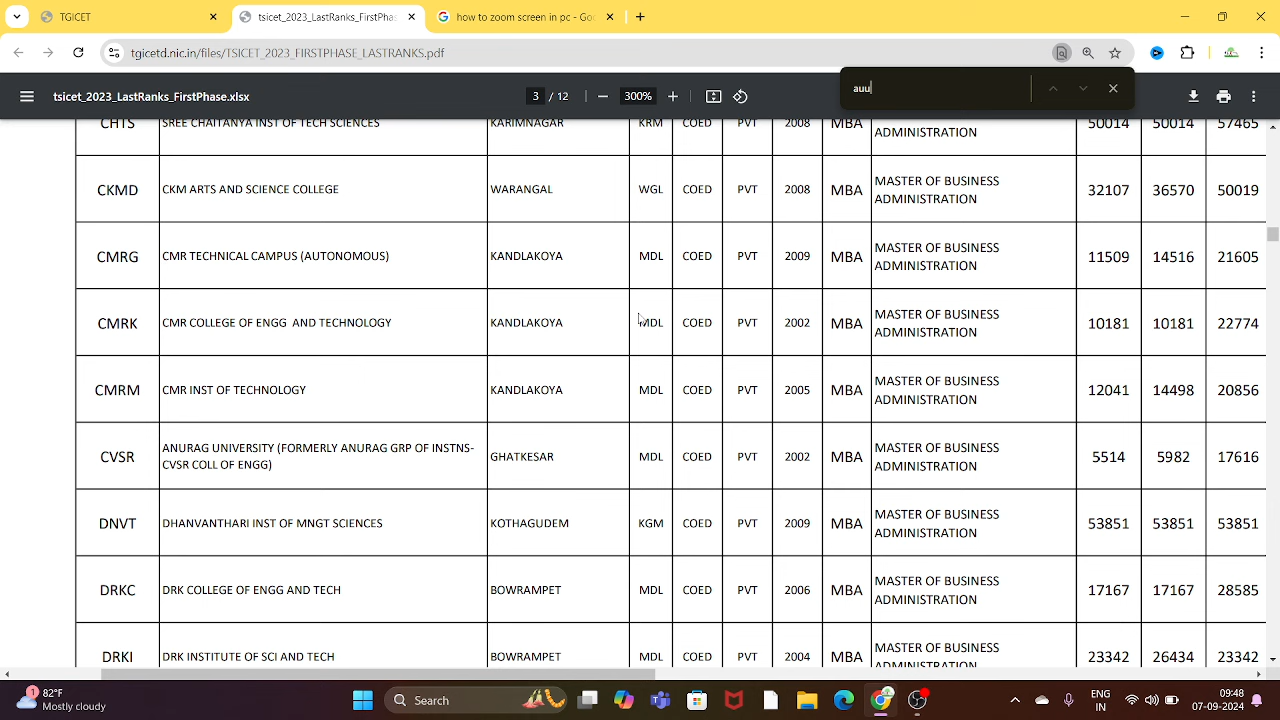 TGICET
tsicet_2023_LastRanks_FirstPhase
how to zoom screen in pc - Goo
tgicetd.nic.in/files/TSICET_2023_FIRSTPHASE_LASTRANKS.pdf
tsicet_2023_LastRanks_FirstPhase.xlsx
3 / 12
300%
auu
CHTS SREE CHAITANYA INST OF TECH SCIENCES KARIMNAGAR KRM COED PVT 2008 MBA ADMINISTRATION 50014 50014 57465
CKMD CKM ARTS AND SCIENCE COLLEGE WARANGAL WGL COED PVT 2008 MBA MASTER OF BUSINESS 32107 36570 50019
ADMINISTRATION
CMRG CMR TECHNICAL CAMPUS (AUTONOMOUS) KANDLAKOYA MDL COED PVT 2009 MBA MASTER OF BUSINESS 11509 14516 21605
ADMINISTRATION
CMRK CMR COLLEGE OF ENGG AND TECHNOLOGY KANDLAKOYA MDL COED PVT 2002 MBA MASTER OF BUSINESS 10181 10181 22774
ADMINISTRATION
CMRM CMR INST OF TECHNOLOGY KANDLAKOYA MDL COED PVT 2005 MBA MASTER OF BUSINESS 12041 14498 20856
ADMINISTRATION
CVSR ANURAG UNIVERSITY (FORMERLY ANURAG GRP OF INSTNS- GHATKESAR MDL COED PVT 2002 MBA MASTER OF BUSINESS 5514 5982 17616
CVSR COLL OF ENGG) ADMINISTRATION
DNVT DHANVANTHARI INST OF MNGT SCIENCES KOTHAGUDEM KGM COED PVT 2009 MBA MASTER OF BUSINESS 53851 53851 53851
ADMINISTRATION
DRKC DRK COLLEGE OF ENGG AND TECH BOWRAMPET MDL COED PVT 2006 MBA MASTER OF BUSINESS 17167 17167 28585
ADMINISTRATION
DRKI DRK INSTITUTE OF SCI AND TECH BOWRAMPET MDL COED PVT 2004 MBA MASTER OF BUSINESS 23342 26434 23342
ADMINISTRATION
1
82°F
Mostly cloudy
Search
ENG
IN
09:48
07-09-2024